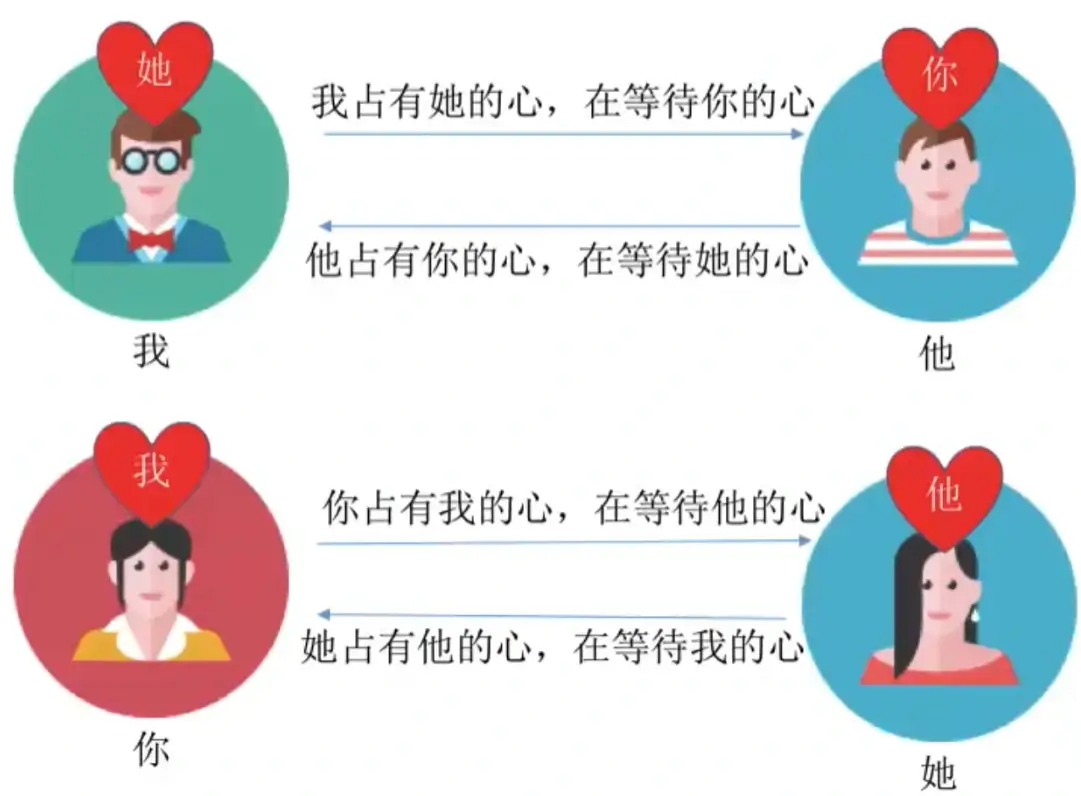 她
你
我占有她的心，在等待你的心
他占有你的心，在等待她的心
我
他
我
他
你占有我的心，在等待他的心
她占有他的心，在等待我的心
你
她